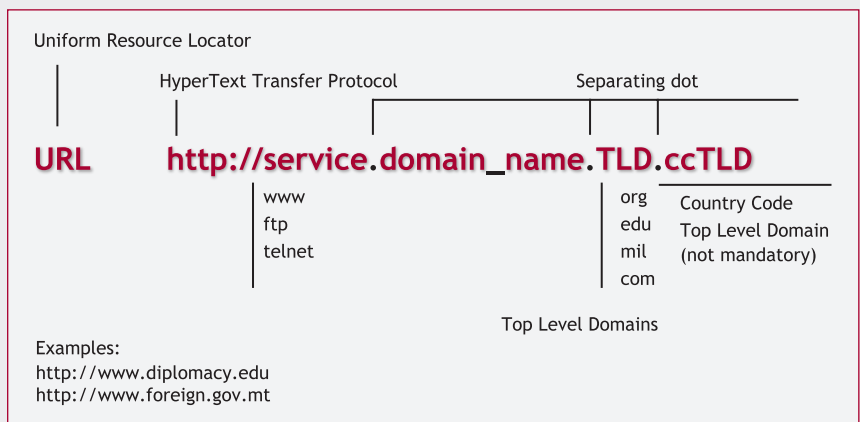 Uniform Resource Locator
HyperText Transfer Protocol
Separating dot
URL http://service.domain_name.TLD.ccTLD
www
ftp
telnet
org
edu
mil
com
Country Code
Top Level Domain
(not mandatory)
Top Level Domains
Examples:
http://www.diplomacy.edu
http://www.foreign.gov.mt